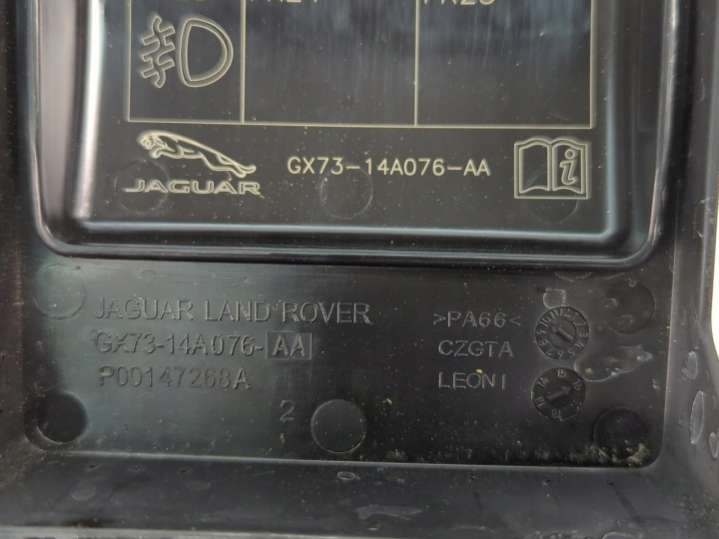 JAGUAR
GX73-14A076-AA
i
JAGUAR LAND ROVER
GX73-14A076-AA
P00147268A
2
>PA66<
CZGTA
LEONI